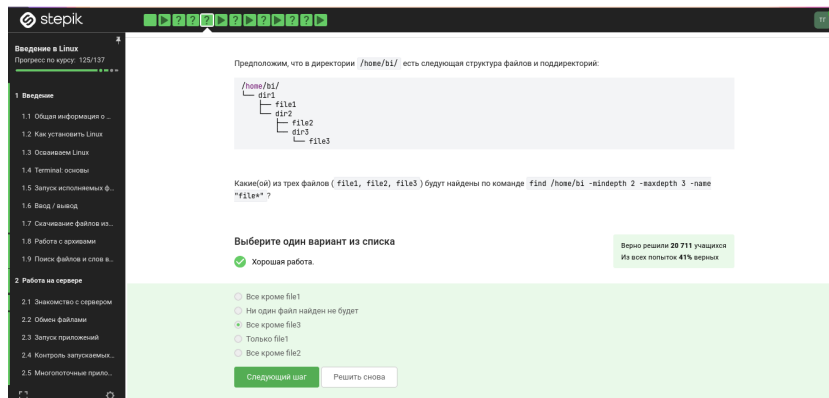 stepik
ТГ
Введение в Linux
Прогресс по курсу: 125/137
1 Введение
1.1 Общая информация о ...
1.2 Как установить Linux
1.3 Осваиваем Linux
1.4 Terminal: основы
1.5 Запуск исполняемых ф...
1.6 Ввод / вывод
1.7 Скачивание файлов из...
1.8 Работа с архивами
1.9 Поиск файлов и слов в...
2 Работа на сервере
2.1 Знакомство с сервером
2.2 Обмен файлами
2.3 Запуск приложений
2.4 Контроль запускаемых...
2.5 Многопоточные прило...
Предположим, что в директории /home/bi/ есть следующая структура файлов и поддиректорий:
/home/bi/
└── dir1
├── file1
└── dir2
├── file2
└── dir3
└── file3
Какие(ой) из трех файлов ( file1, file2, file3 ) будут найдены по команде find /home/bi -mindepth 2 -maxdepth 3 -name
"file*" ?
Выберите один вариант из списка
Хорошая работа.
Верно решили 20 711 учащихся
Из всех попыток 41% верных
Все кроме file1
Ни один файл найден не будет
Все кроме file3
Только file1
Все кроме file2
Следующий шаг
Решить снова